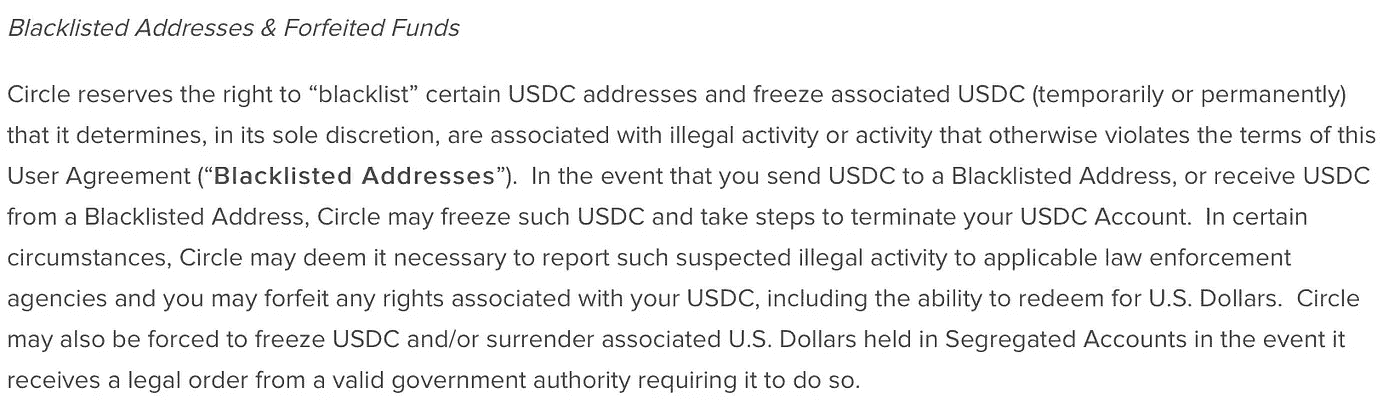 Blacklisted Addresses & Forfeited Funds
Circle reserves the right to “blacklist” certain USDC addresses and freeze associated USDC (temporarily or permanently)
that it determines, in its sole discretion, are associated with illegal activity or activity that otherwise violates the terms of this
User Agreement (“Blacklisted Addresses”).  In the event that you send USDC to a Blacklisted Address, or receive USDC
from a Blacklisted Address, Circle may freeze such USDC and take steps to terminate your USDC Account.  In certain
circumstances, Circle may deem it necessary to report such suspected illegal activity to applicable law enforcement
agencies and you may forfeit any rights associated with your USDC, including the ability to redeem for U.S. Dollars.  Circle
may also be forced to freeze USDC and/or surrender associated U.S. Dollars held in Segregated Accounts in the event it
receives a legal order from a valid government authority requiring it to do so.